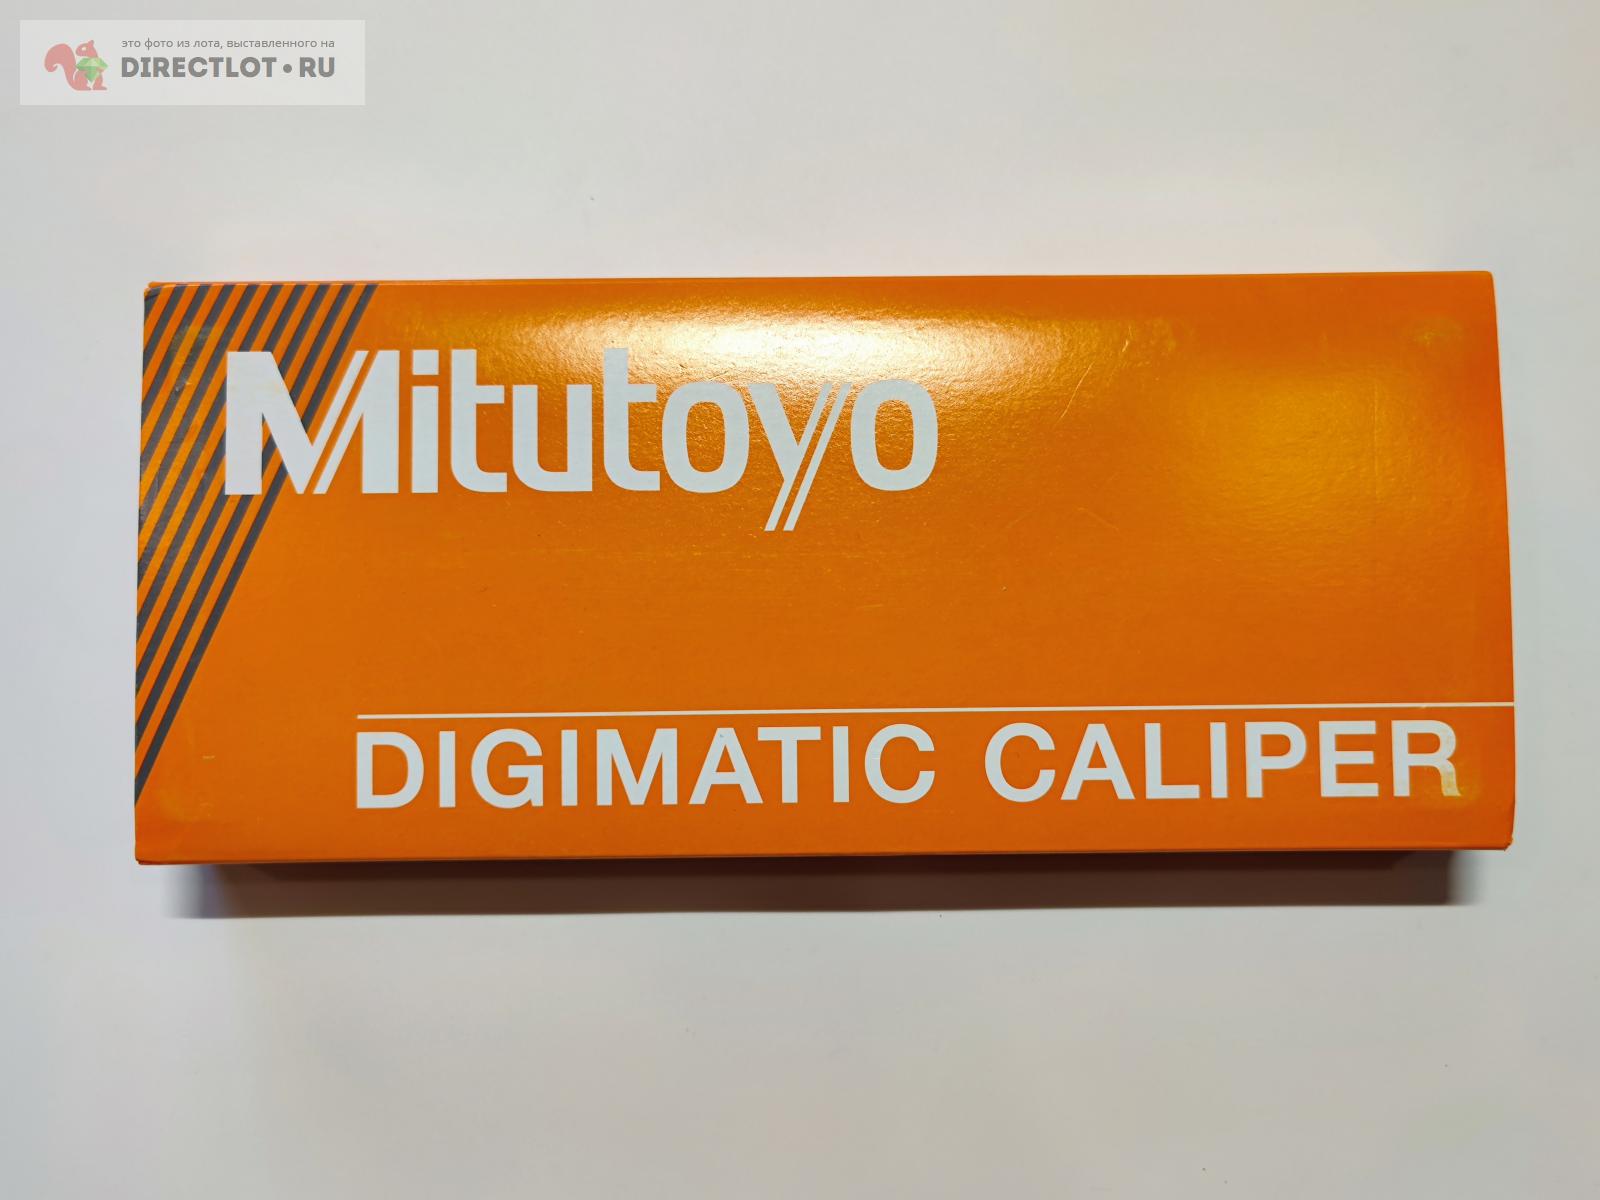 это фото из лота, выставленного на
DIRECTLOT•RU
Mitutoyo
DIGIMATIC CALIPER